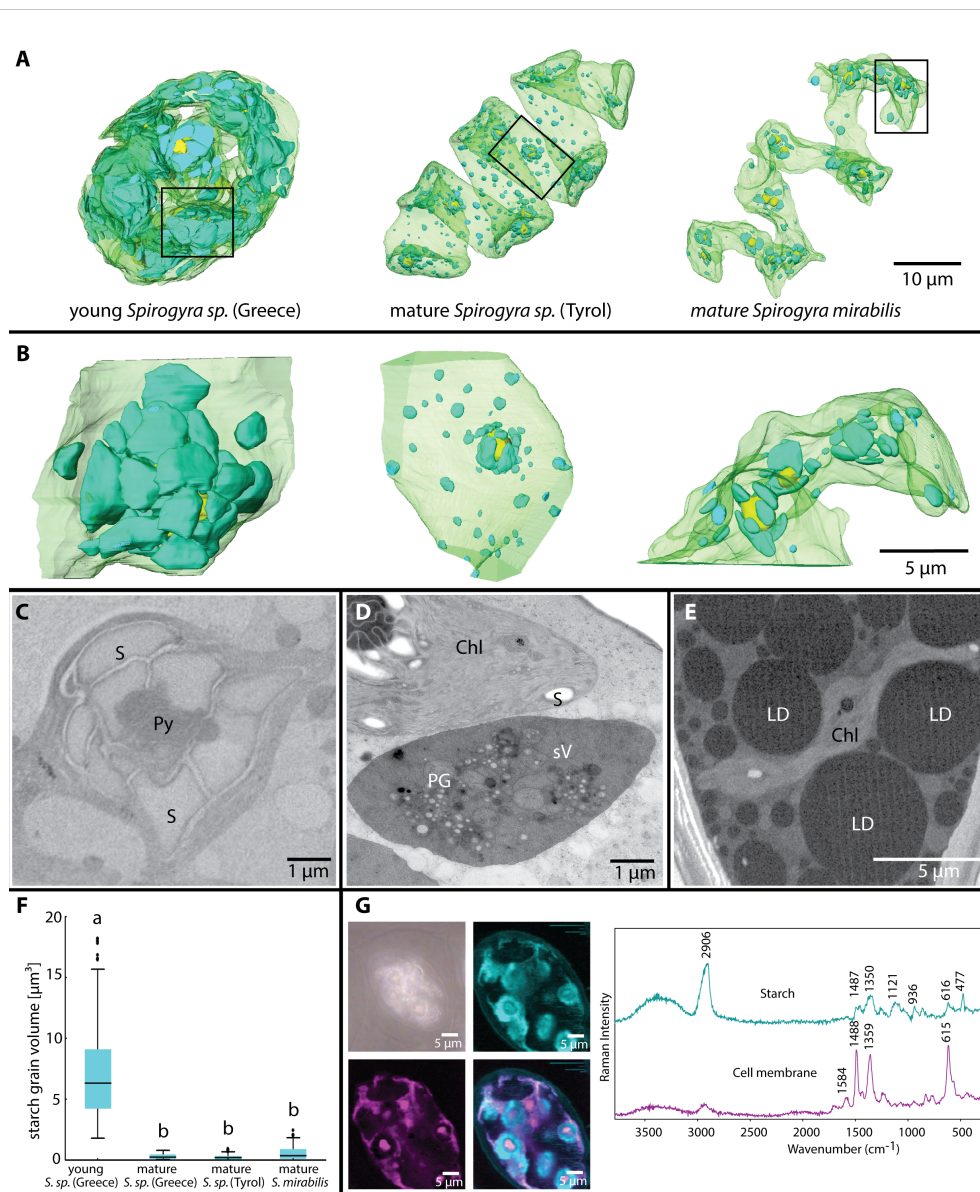 A
10 µm
young Spirogyra sp. (Greece)
mature Spirogyra sp. (Tyrol)
mature Spirogyra mirabilis
B
5 µm
C
S
Py
S
1 µm
D
Chl
S
sV
PG
1 µm
E
LD
LD
Chl
LD
5 µm
F
starch grain volume [µm³]
20
15
10
5
0
a
b
b
b
young
S. sp. (Greece)
mature
S. sp. (Greece)
mature
S. sp. (Tyrol)
mature
S. mirabilis
G
5 µm
5 µm
5 µm
5 µm
Raman Intensity
2906
1487
1350
1121
936
616
477
Starch
1584
1488
1359
615
Cell membrane
3500
3000
2500
2000
1500
1000
500
Wavenumber (cm⁻¹)